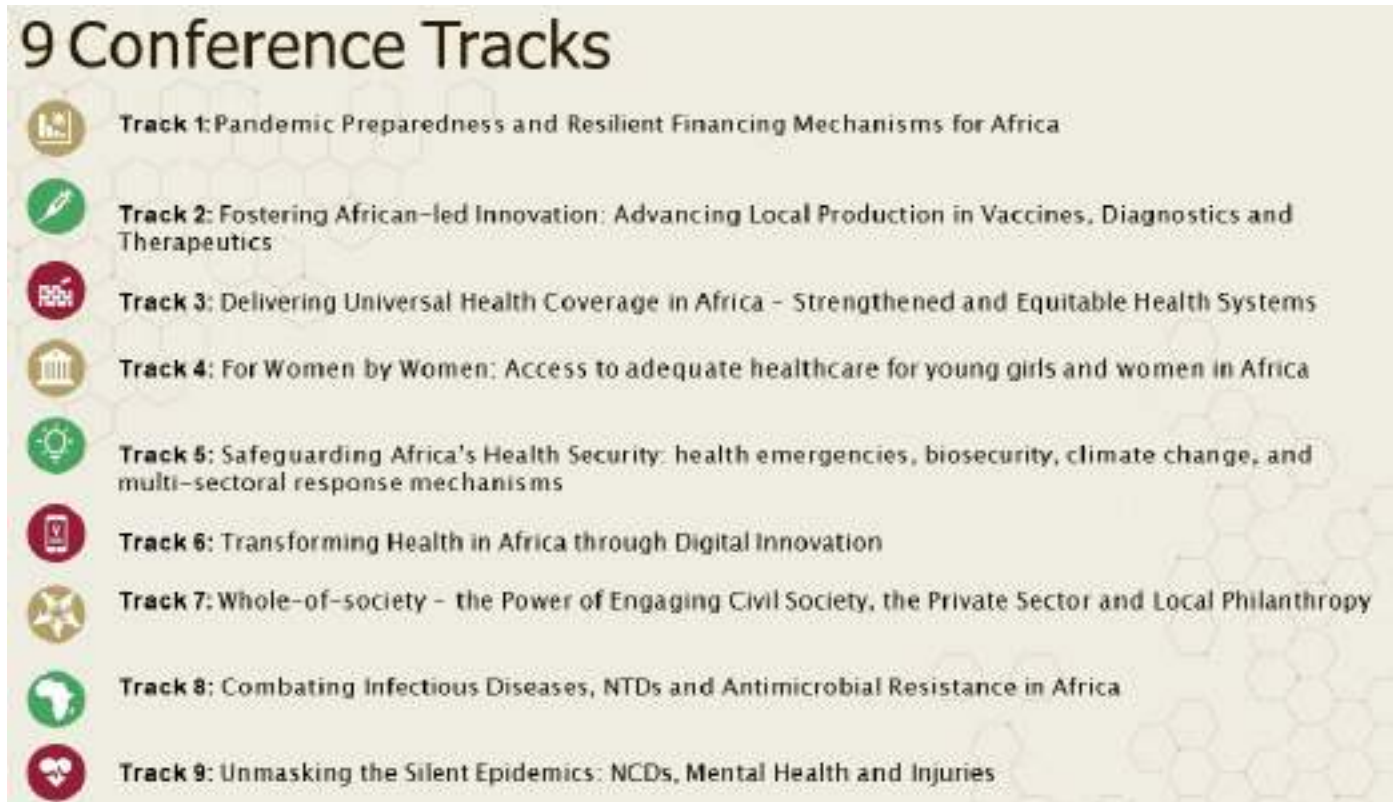 9 Conference Tracks
Track 1: Pandemic Preparedness and Resilient Financing Mechanisms for Africa
Track 2: Fostering African-led Innovation: Advancing Local Production in Vaccines, Diagnostics and
Therapeutics
Track 3: Delivering Universal Health Coverage in Africa - Strengthened and Equitable Health Systems
Track 4: For Women by Women: Access to adequate healthcare for young girls and women in Africa
Track 5: Safeguarding Africa's Health Security: health emergencies, biosecurity, climate change, and
multi-sectoral response mechanisms
Track 6: Transforming Health in Africa through Digital Innovation
Track 7: Whole-of-society - the Power of Engaging Civil Society, the Private Sector and Local Philanthropy
Track 8: Combating Infectious Diseases, NTDs and Antimicrobial Resistance in Africa
Track 9: Unmasking the Silent Epidemics: NCDs, Mental Health and Injuries